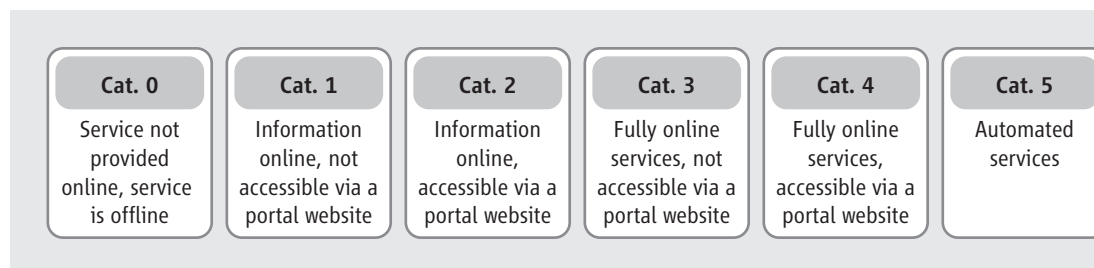 Cat. 0
Service not
provided
online, service
is offline
Cat. 1
Information
online, not
accessible via a
portal website
Cat. 2
Information
online,
accessible via a
portal website
Cat. 3
Fully online
services, not
accessible via a
portal website
Cat. 4
Fully online
services,
accessible via a
portal website
Cat. 5
Automated
services